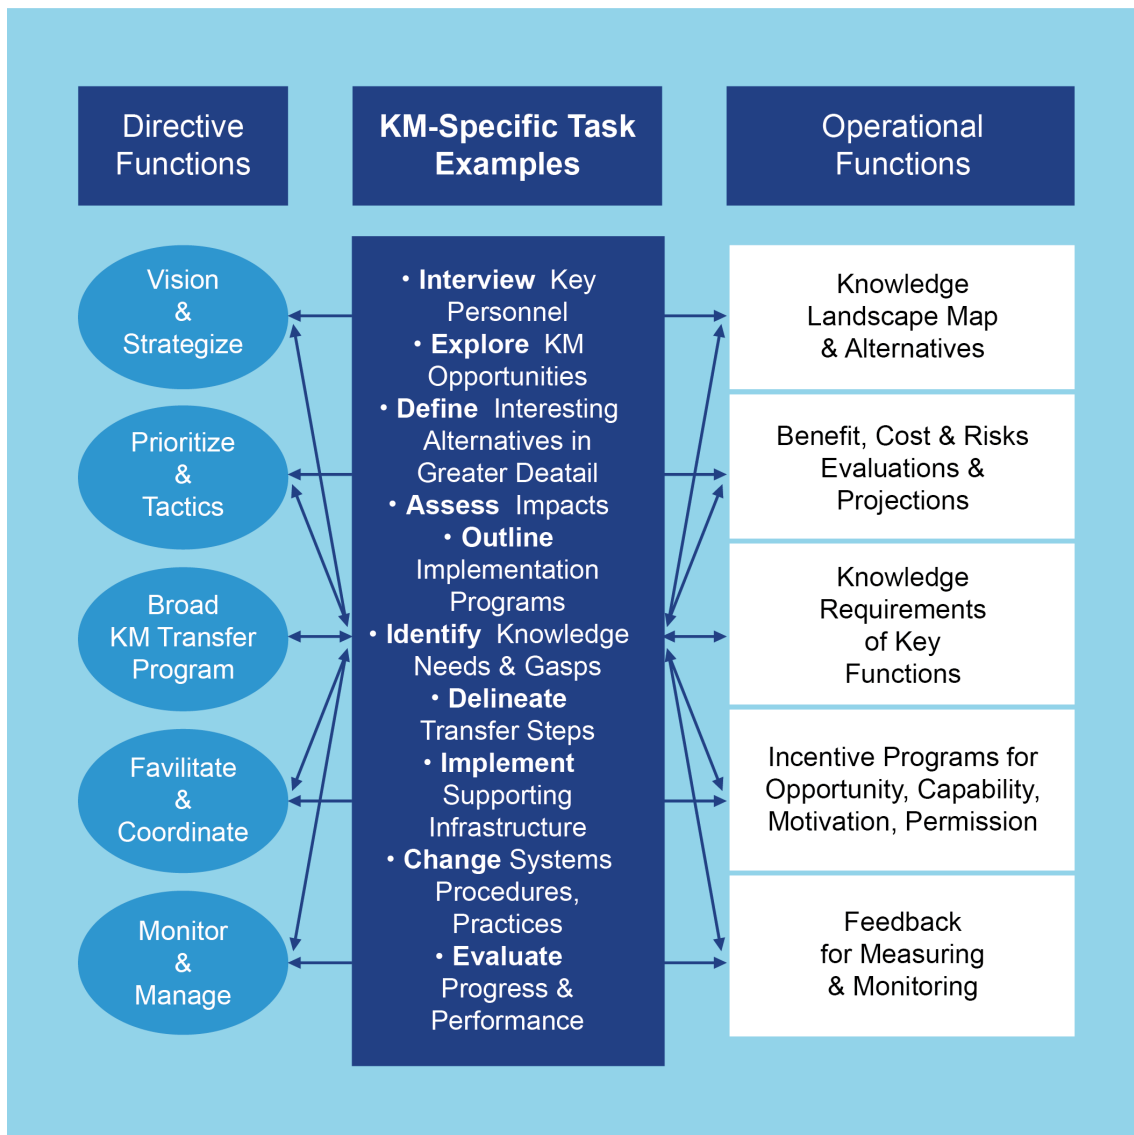 Directive
Functions
KM-Specific Task
Examples
Operational
Functions
Vision
&
Strategize
Prioritize
&
Tactics
Broad
KM Transfer
Program
Favilitate
&
Coordinate
Monitor
&
Manage
• Interview Key
Personnel
• Explore KM
Opportunities
• Define Interesting
Alternatives in
Greater Deatail
• Assess Impacts
• Outline
Implementation
Programs
• Identify Knowledge
Needs & Gasps
• Delineate
Transfer Steps
• Implement
Supporting
Infrastructure
• Change Systems
Procedures,
Practices
• Evaluate
Progress &
Performance
Knowledge
Landscape Map
& Alternatives
Benefit, Cost & Risks
Evaluations &
Projections
Knowledge
Requirements
of Key
Functions
Incentive Programs for
Opportunity, Capability,
Motivation, Permission
Feedback
for Measuring
& Monitoring